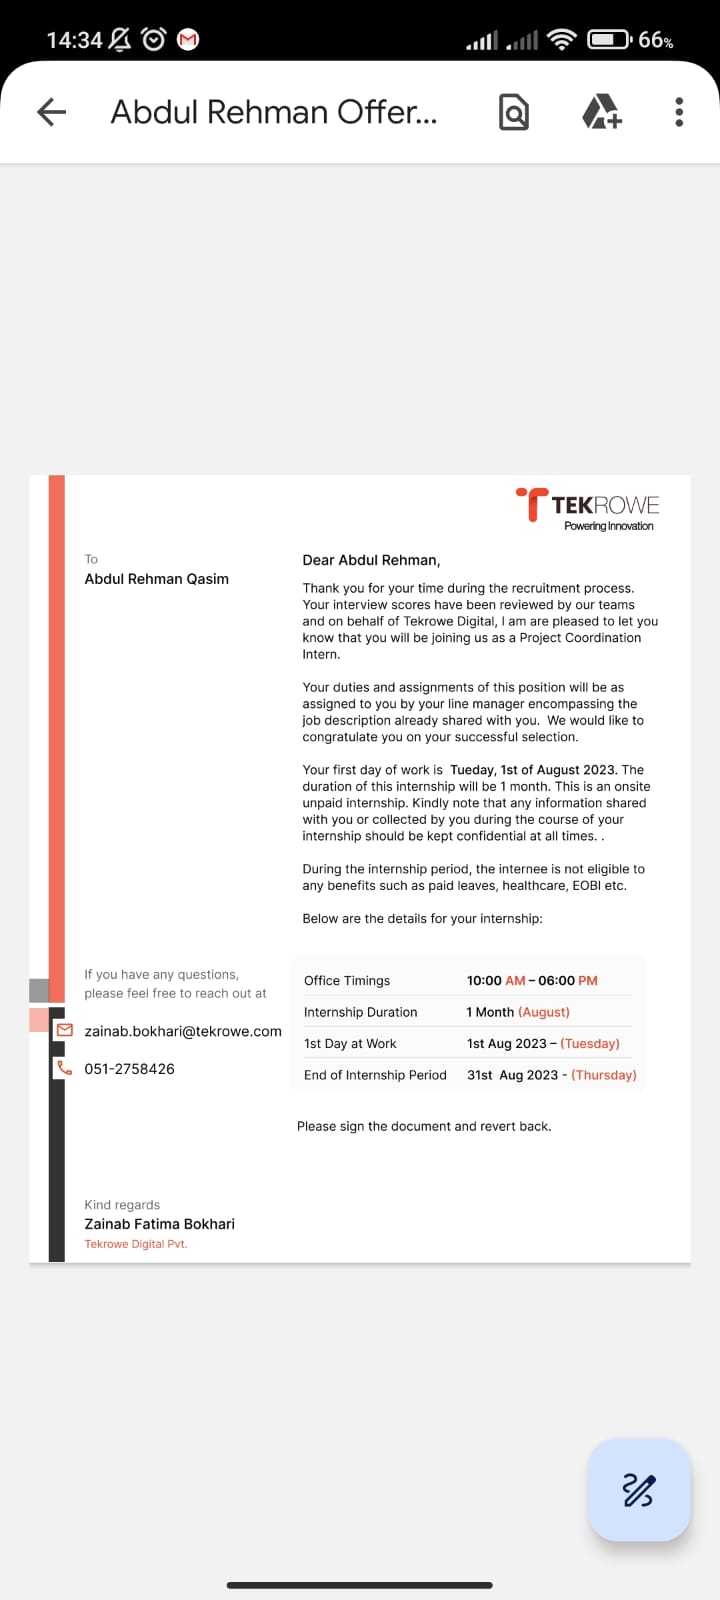 14:34
66%
Abdul Rehman Offer...
TEKROWE
Powering Innovation
To
Abdul Rehman Qasim
Dear Abdul Rehman,
Thank you for your time during the recruitment process.
Your interview scores have been reviewed by our teams
and on behalf of Tekrowe Digital, I am are pleased to let you
know that you will be joining us as a Project Coordination
Intern.
Your duties and assignments of this position will be as
assigned to you by your line manager encompassing the
job description already shared with you. We would like to
congratulate you on your successful selection.
Your first day of work is Tueday, 1st of August 2023. The
duration of this internship will be 1 month. This is an onsite
unpaid internship. Kindly note that any information shared
with you or collected by you during the course of your
internship should be kept confidential at all times. .
During the internship period, the internee is not eligible to
any benefits such as paid leaves, healthcare, EOBI etc.
Below are the details for your internship:
If you have any questions,
please feel free to reach out at
zainab.bokhari@tekrowe.com
051-2758426
Office Timings 10:00 AM – 06:00 PM
Internship Duration 1 Month (August)
1st Day at Work 1st Aug 2023 – (Tuesday)
End of Internship Period 31st Aug 2023 - (Thursday)
Please sign the document and revert back.
Kind regards
Zainab Fatima Bokhari
Tekrowe Digital Pvt.